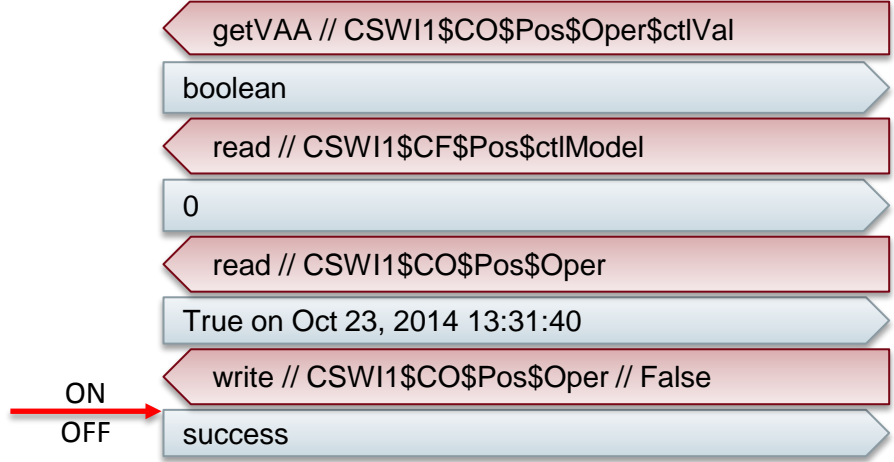 getVAA // CSWI1$CO$Pos$Oper$ctlVal
boolean
read // CSWI1$CF$Pos$ctlModel
0
read // CSWI1$CO$Pos$Oper
True on Oct 23, 2014 13:31:40
write // CSWI1$CO$Pos$Oper // False
ON
OFF
success